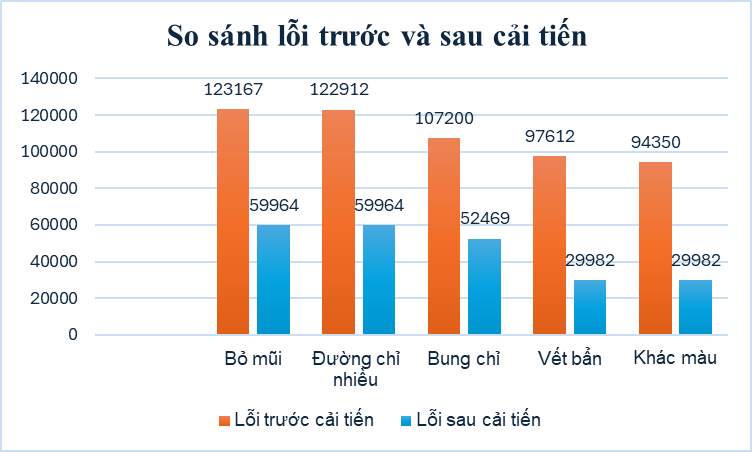 So sánh lỗi trước và sau cải tiến
140000
120000
100000
80000
60000
40000
20000
0
123167
122912
107200
97612
94350
59964
59964
52469
29982
29982
Bỏ mũi
Đường chỉ
nhiễu
Bung chỉ
Vết bẩn
Khác màu
Lỗi trước cải tiến
Lỗi sau cải tiến